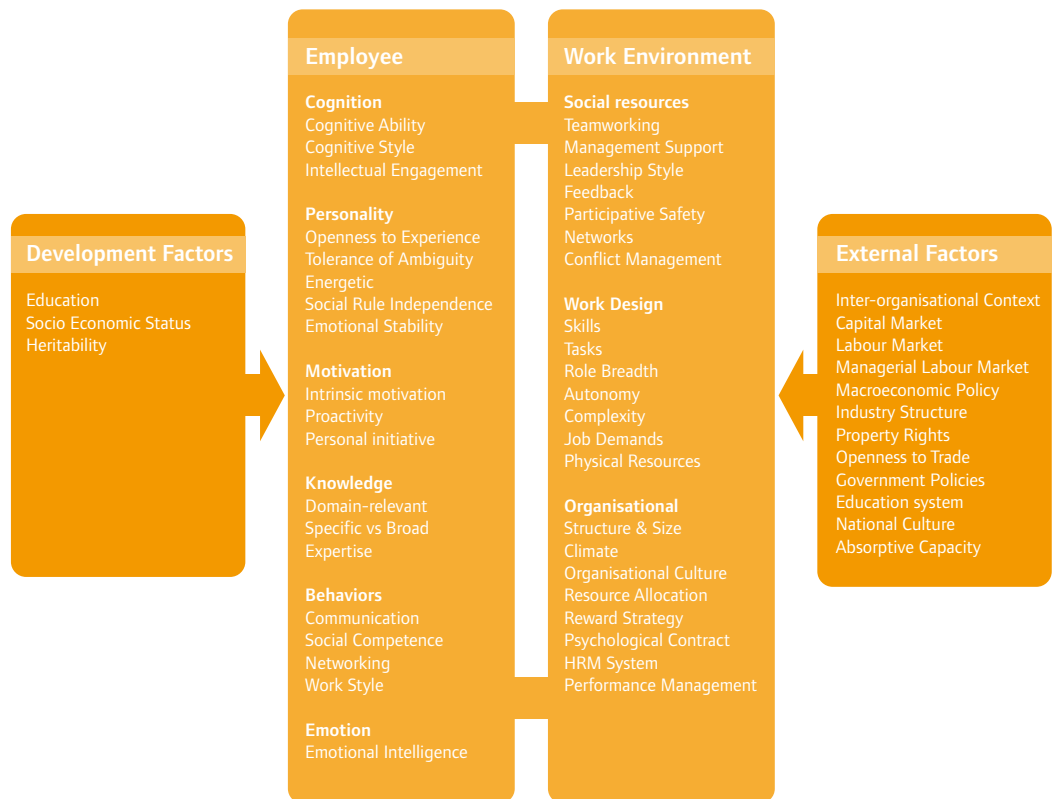 Development Factors
Education
Socio Economic Status
Heritability
Employee
Cognition
Cognitive Ability
Cognitive Style
Intellectual Engagement
Personality
Openness to Experience
Tolerance of Ambiguity
Energetic
Social Rule Independence
Emotional Stability
Motivation
Intrinsic motivation
Proactivity
Personal initiative
Knowledge
Domain-relevant
Specific vs Broad
Expertise
Behaviors
Communication
Social Competence
Networking
Work Style
Emotion
Emotional Intelligence
Work Environment
Social resources
Teamworking
Management Support
Leadership Style
Feedback
Participative Safety
Networks
Conflict Management
Work Design
Skills
Tasks
Role Breadth
Autonomy
Complexity
Job Demands
Physical Resources
Organisational
Structure & Size
Climate
Organisational Culture
Resource Allocation
Reward Strategy
Psychological Contract
HRM System
Performance Management
External Factors
Inter-organisational Context
Capital Market
Labour Market
Managerial Labour Market
Macroeconomic Policy
Industry Structure
Property Rights
Openness to Trade
Government Policies
Education system
National Culture
Absorptive Capacity